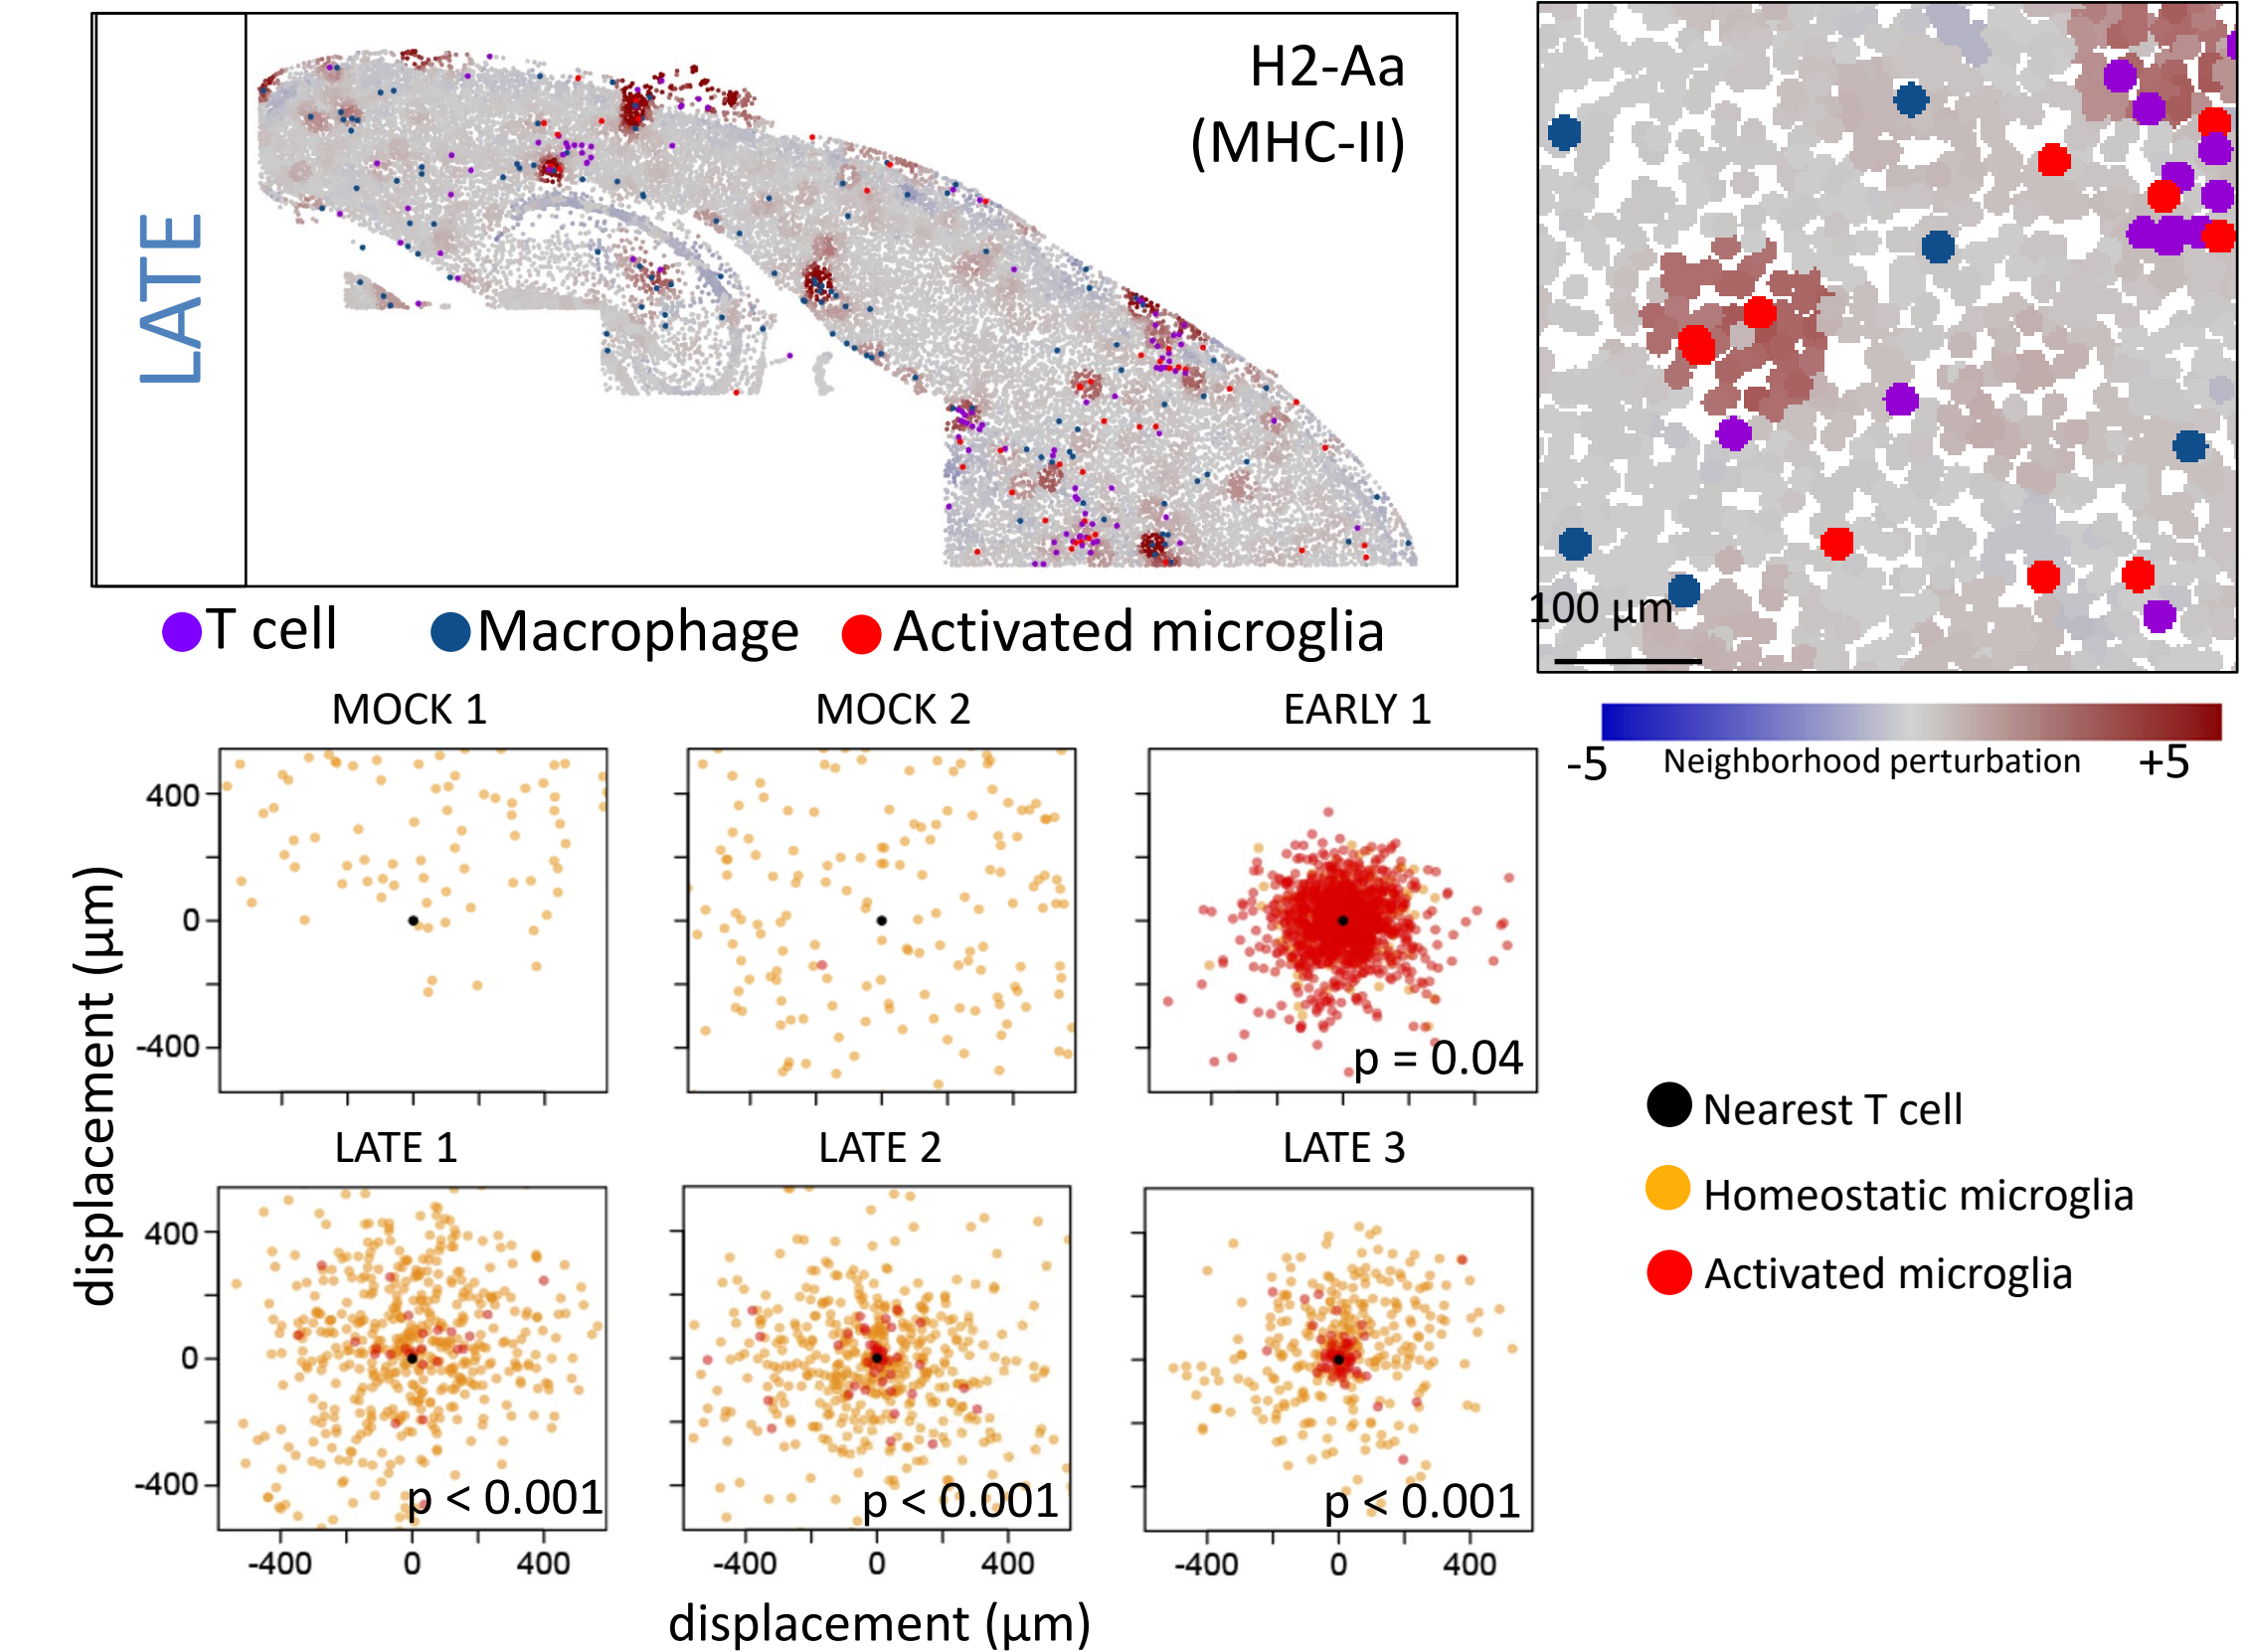 LATE
H2-Aa
(MHC-II)
T cell
Macrophage
Activated microglia
100 µm
-5
Neighborhood perturbation
+5
MOCK 1
MOCK 2
EARLY 1
400
0
-400
p = 0.04
LATE 1
LATE 2
LATE 3
400
0
-400
p < 0.001
p < 0.001
p < 0.001
-400 0 400
-400 0 400
-400 0 400
displacement (µm)
displacement (µm)
Nearest T cell
Homeostatic microglia
Activated microglia